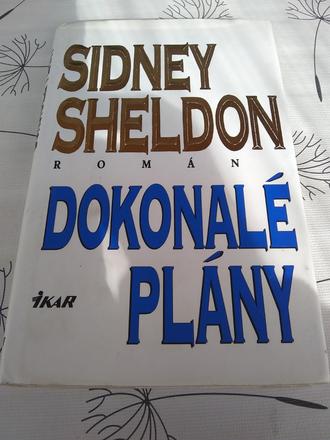 SIDNEY
SHELDON
ROMÁN
DOKONALÉ
PLÁNY
IKAR